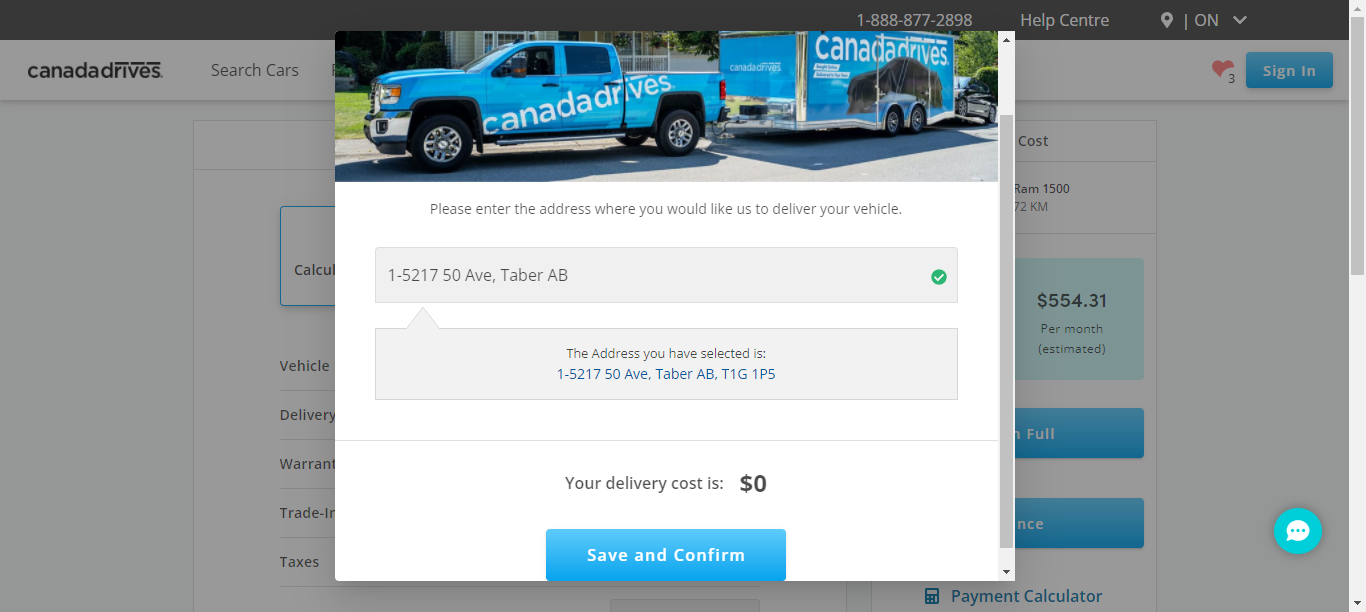 1-888-877-2898 Help Centre | ON
canadadrives Search Cars
3 Sign In
canadadrives
canadadrives
canadadrives
Cost
Ram 1500
72 KM
Please enter the address where you would like us to deliver your vehicle.
1-5217 50 Ave, Taber AB
The Address you have selected is:
1-5217 50 Ave, Taber AB, T1G 1P5
Your delivery cost is: $0
Save and Confirm
Calcul
Vehicle
Delivery
Warrant
Trade-In
Taxes
$554.31
Per month
(estimated)
n Full
nce
Payment Calculator